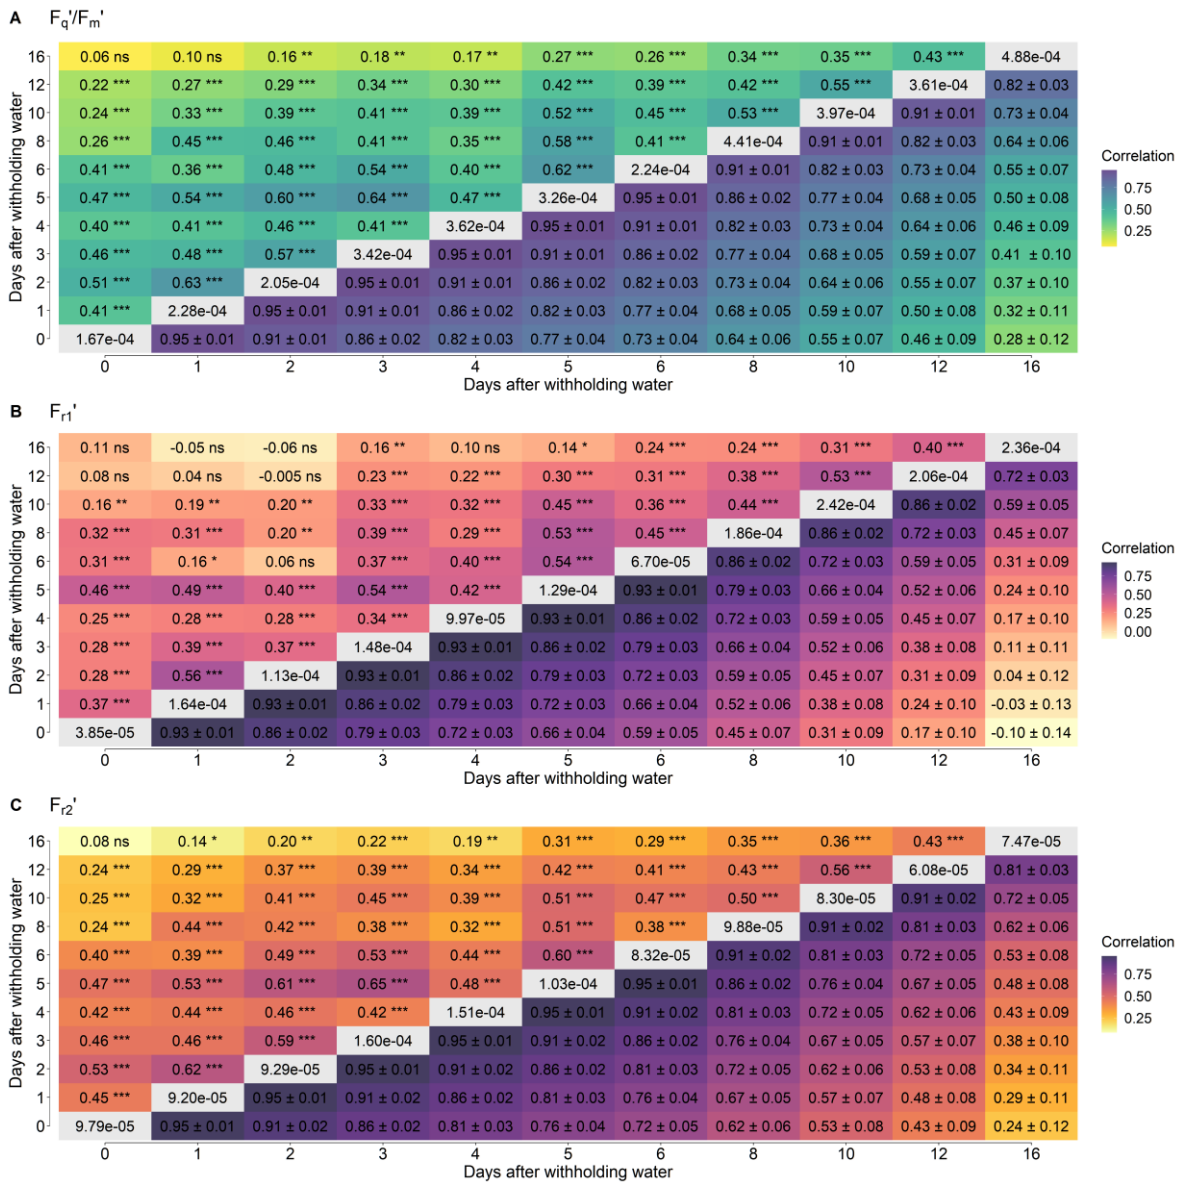 A F_q'/F_m'
16 0.06 ns 0.10 ns 0.16 ** 0.18 ** 0.17 ** 0.27 *** 0.26 *** 0.34 *** 0.35 *** 0.43 *** 4.88e-04
12 0.22 *** 0.27 *** 0.29 *** 0.34 *** 0.30 *** 0.42 *** 0.39 *** 0.42 *** 0.55 *** 3.61e-04 0.82 ± 0.03
10 0.24 *** 0.33 *** 0.39 *** 0.41 *** 0.39 *** 0.52 *** 0.45 *** 0.53 *** 3.97e-04 0.91 ± 0.01 0.73 ± 0.04
8 0.26 *** 0.45 *** 0.46 *** 0.41 *** 0.35 *** 0.58 *** 0.41 *** 4.41e-04 0.91 ± 0.01 0.82 ± 0.03 0.64 ± 0.06
6 0.41 *** 0.36 *** 0.48 *** 0.54 *** 0.40 *** 0.62 *** 2.24e-04 0.91 ± 0.01 0.82 ± 0.03 0.73 ± 0.04 0.55 ± 0.07
5 0.47 *** 0.54 *** 0.60 *** 0.64 *** 0.47 *** 3.26e-04 0.95 ± 0.01 0.86 ± 0.02 0.77 ± 0.04 0.68 ± 0.05 0.50 ± 0.08
4 0.40 *** 0.41 *** 0.46 *** 0.41 *** 3.62e-04 0.95 ± 0.01 0.91 ± 0.01 0.82 ± 0.03 0.73 ± 0.04 0.64 ± 0.06 0.46 ± 0.09
3 0.46 *** 0.48 *** 0.57 *** 3.42e-04 0.95 ± 0.01 0.91 ± 0.01 0.86 ± 0.02 0.77 ± 0.04 0.68 ± 0.05 0.59 ± 0.07 0.41 ± 0.10
2 0.51 *** 0.63 *** 2.05e-04 0.95 ± 0.01 0.91 ± 0.01 0.86 ± 0.02 0.82 ± 0.03 0.73 ± 0.04 0.64 ± 0.06 0.55 ± 0.07 0.37 ± 0.10
1 0.41 *** 2.28e-04 0.95 ± 0.01 0.91 ± 0.01 0.86 ± 0.02 0.82 ± 0.03 0.77 ± 0.04 0.68 ± 0.05 0.59 ± 0.07 0.50 ± 0.08 0.32 ± 0.11
0 1.67e-04 0.95 ± 0.01 0.91 ± 0.01 0.86 ± 0.02 0.82 ± 0.03 0.77 ± 0.04 0.73 ± 0.04 0.64 ± 0.06 0.55 ± 0.07 0.46 ± 0.09 0.28 ± 0.12
0 1 2 3 4 5 6 8 10 12 16
Days after withholding water
Days after withholding water
Correlation
0.75
0.50
0.25
B F_r1'
16 0.11 ns -0.05 ns -0.06 ns 0.16 ** 0.10 ns 0.14 * 0.24 *** 0.24 *** 0.31 *** 0.40 *** 2.36e-04
12 0.08 ns 0.04 ns -0.005 ns 0.23 *** 0.22 *** 0.30 *** 0.31 *** 0.38 *** 0.53 *** 2.06e-04 0.72 ± 0.03
10 0.16 ** 0.19 ** 0.20 ** 0.33 *** 0.32 *** 0.45 *** 0.36 *** 0.44 *** 2.42e-04 0.86 ± 0.02 0.59 ± 0.05
8 0.32 *** 0.31 *** 0.20 ** 0.39 *** 0.29 *** 0.53 *** 0.45 *** 1.86e-04 0.86 ± 0.02 0.72 ± 0.03 0.45 ± 0.07
6 0.31 *** 0.16 * 0.06 ns 0.37 *** 0.40 *** 0.54 *** 6.70e-05 0.86 ± 0.02 0.72 ± 0.03 0.59 ± 0.05 0.31 ± 0.09
5 0.46 *** 0.49 *** 0.40 *** 0.54 *** 0.42 *** 1.29e-04 0.93 ± 0.01 0.79 ± 0.03 0.66 ± 0.04 0.52 ± 0.06 0.24 ± 0.10
4 0.25 *** 0.28 *** 0.28 *** 0.34 *** 9.97e-05 0.93 ± 0.01 0.86 ± 0.02 0.72 ± 0.03 0.59 ± 0.05 0.45 ± 0.07 0.17 ± 0.10
3 0.28 *** 0.39 *** 0.37 *** 1.48e-04 0.93 ± 0.01 0.86 ± 0.02 0.79 ± 0.03 0.66 ± 0.04 0.52 ± 0.06 0.38 ± 0.08 0.11 ± 0.11
2 0.28 *** 0.56 *** 1.13e-04 0.93 ± 0.01 0.86 ± 0.02 0.79 ± 0.03 0.72 ± 0.03 0.59 ± 0.05 0.45 ± 0.07 0.31 ± 0.09 0.04 ± 0.12
1 0.37 *** 1.64e-04 0.93 ± 0.01 0.86 ± 0.02 0.79 ± 0.03 0.72 ± 0.03 0.66 ± 0.04 0.52 ± 0.06 0.38 ± 0.08 0.24 ± 0.10 -0.03 ± 0.13
0 3.85e-05 0.93 ± 0.01 0.86 ± 0.02 0.79 ± 0.03 0.72 ± 0.03 0.66 ± 0.04 0.59 ± 0.05 0.45 ± 0.07 0.31 ± 0.09 0.17 ± 0.10 -0.10 ± 0.14
0 1 2 3 4 5 6 8 10 12 16
Days after withholding water
Days after withholding water
Correlation
0.75
0.50
0.25
0.00
C F_r2'
16 0.08 ns 0.14 * 0.20 ** 0.22 *** 0.19 ** 0.31 *** 0.29 *** 0.35 *** 0.36 *** 0.43 *** 7.47e-05
12 0.24 *** 0.29 *** 0.37 *** 0.39 *** 0.34 *** 0.42 *** 0.41 *** 0.43 *** 0.56 *** 6.08e-05 0.81 ± 0.03
10 0.25 *** 0.32 *** 0.41 *** 0.45 *** 0.39 *** 0.51 *** 0.47 *** 0.50 *** 8.30e-05 0.91 ± 0.02 0.72 ± 0.05
8 0.24 *** 0.44 *** 0.42 *** 0.38 *** 0.32 *** 0.51 *** 0.38 *** 9.88e-05 0.91 ± 0.02 0.81 ± 0.03 0.62 ± 0.06
6 0.40 *** 0.39 *** 0.49 *** 0.53 *** 0.44 *** 0.60 *** 8.32e-05 0.91 ± 0.02 0.81 ± 0.03 0.72 ± 0.05 0.53 ± 0.08
5 0.47 *** 0.53 *** 0.61 *** 0.65 *** 0.48 *** 1.03e-04 0.95 ± 0.01 0.86 ± 0.02 0.76 ± 0.04 0.67 ± 0.05 0.48 ± 0.08
4 0.42 *** 0.44 *** 0.46 *** 0.42 *** 1.51e-04 0.95 ± 0.01 0.91 ± 0.02 0.81 ± 0.03 0.72 ± 0.05 0.62 ± 0.06 0.43 ± 0.09
3 0.46 *** 0.46 *** 0.59 *** 1.60e-04 0.95 ± 0.01 0.91 ± 0.02 0.86 ± 0.02 0.76 ± 0.04 0.67 ± 0.05 0.57 ± 0.07 0.38 ± 0.10
2 0.53 *** 0.62 *** 9.29e-05 0.95 ± 0.01 0.91 ± 0.02 0.86 ± 0.02 0.81 ± 0.03 0.72 ± 0.05 0.62 ± 0.06 0.53 ± 0.08 0.34 ± 0.11
1 0.45 *** 9.20e-05 0.95 ± 0.01 0.91 ± 0.02 0.86 ± 0.02 0.81 ± 0.03 0.76 ± 0.04 0.67 ± 0.05 0.57 ± 0.07 0.48 ± 0.08 0.29 ± 0.11
0 9.79e-05 0.95 ± 0.01 0.91 ± 0.02 0.86 ± 0.02 0.81 ± 0.03 0.76 ± 0.04 0.72 ± 0.05 0.62 ± 0.06 0.53 ± 0.08 0.43 ± 0.09 0.24 ± 0.12
0 1 2 3 4 5 6 8 10 12 16
Days after withholding water
Days after withholding water
Correlation
0.75
0.50
0.25